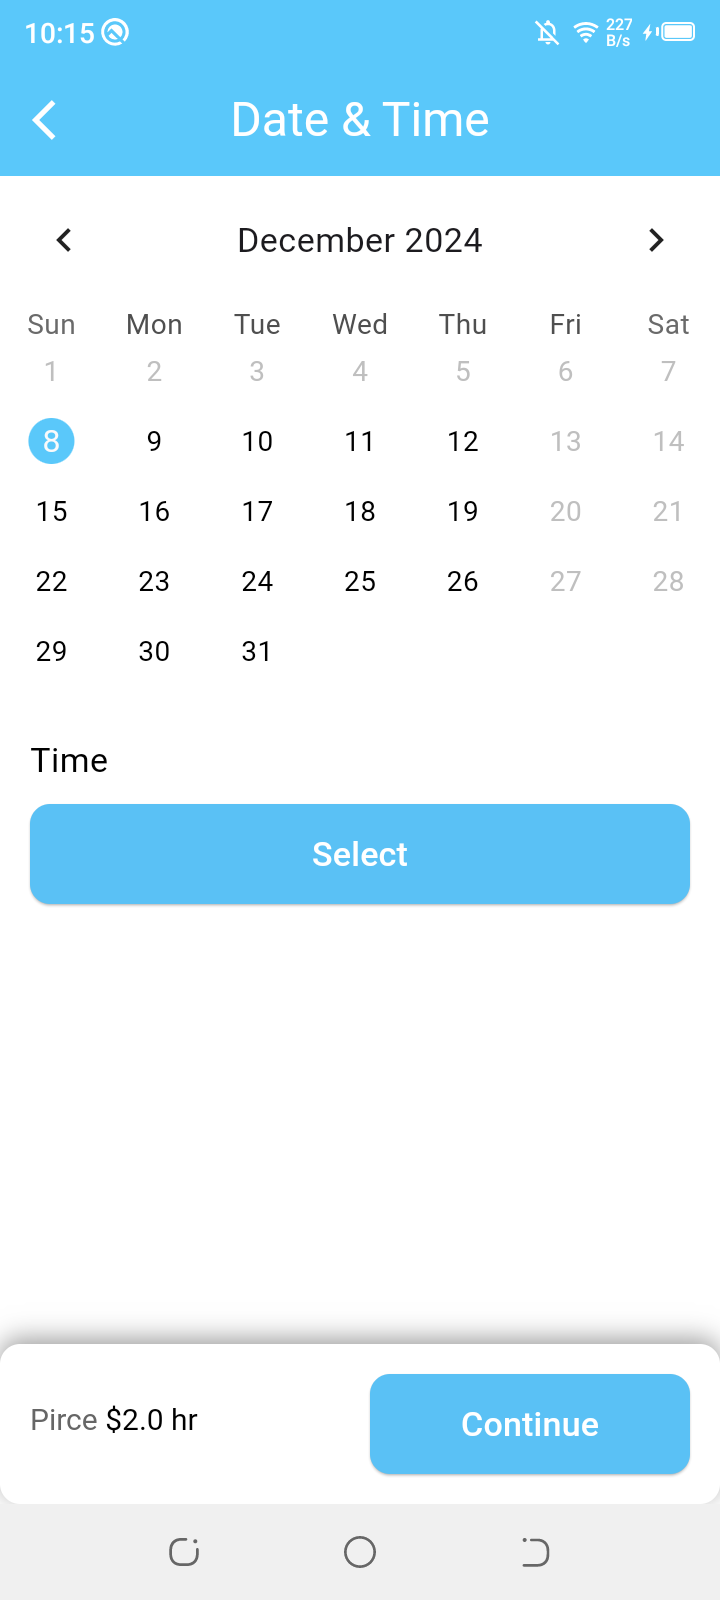 10:15 227 B/s
Date & Time
December 2024
Sun Mon Tue Wed Thu Fri Sat
1 2 3 4 5 6 7
8 9 10 11 12 13 14
15 16 17 18 19 20 21
22 23 24 25 26 27 28
29 30 31
Time
Select
Pirce $2.0 hr
Continue